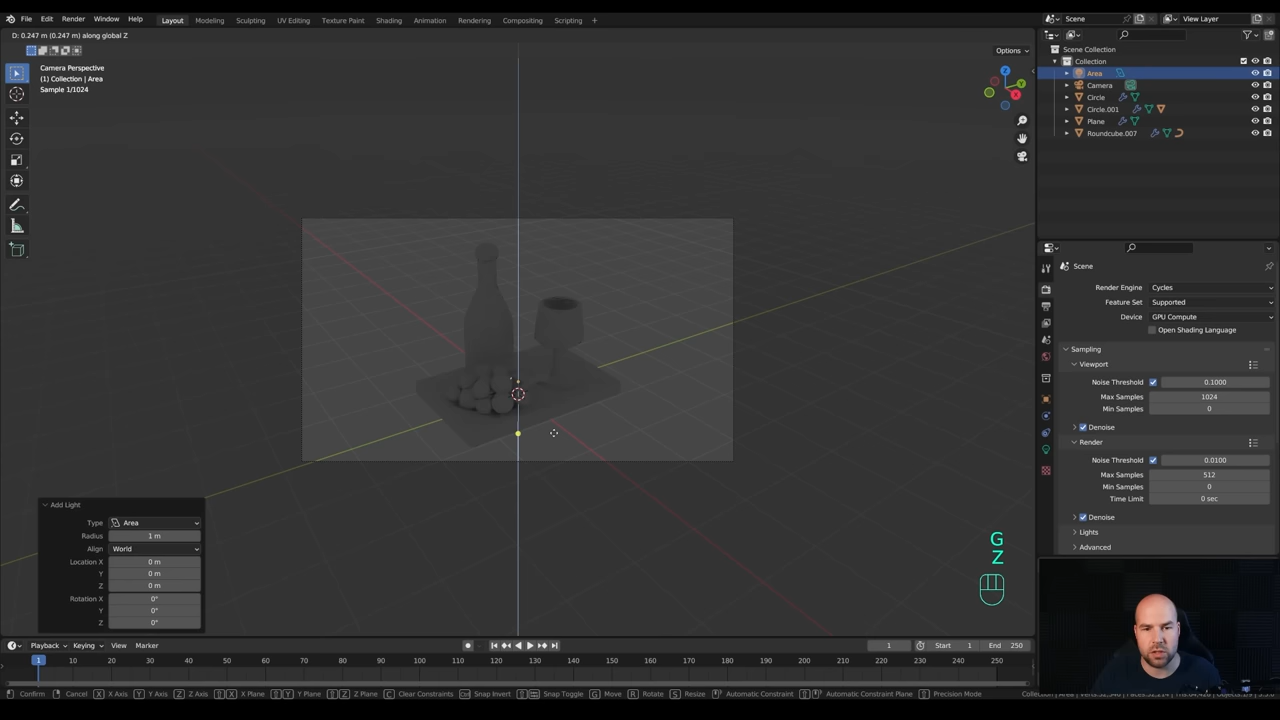 File Edit Render Window Help Layout Modeling Sculpting UV Editing Texture Paint Shading Animation Rendering Compositing Scripting + Scene View Layer
D: 0.247 m (0.247 m) along global Z
Options
Camera Perspective
(1) Collection | Area
Sample 1/1024
Z
Y
X
Scene Collection
Collection
Area
Camera
Circle
Circle.001
Plane
Roundcube.007
Scene
Render Engine Cycles
Feature Set Supported
Device GPU Compute
Open Shading Language
Sampling
Viewport
Noise Threshold 0.1000
Max Samples 1024
Min Samples 0
Denoise
Render
Noise Threshold 0.0100
Max Samples 512
Min Samples 0
Time Limit 0 sec
Denoise
Lights
Advanced
Add Light
Type Area
Radius 1 m
Align World
Location X 0 m
Y 0 m
Z 0 m
Rotation X 0°
Y 0°
Z 0°
G
Z
Playback Keying View Marker 1 Start 1 End 250
1 10 20 30 40 50 60 70 80 90 100 110 120 130 140 150 160 170 180 190 200 210 220 230 240 250
Confirm Cancel X X Axis Y Y Axis Z Z Axis X X Plane Y Y Plane Z Z Plane C Clear Constraints Snap Invert Snap Toggle G Move R Rotate S Resize Automatic Constraint Automatic Constraint Plane Precision Mode Collection | Area